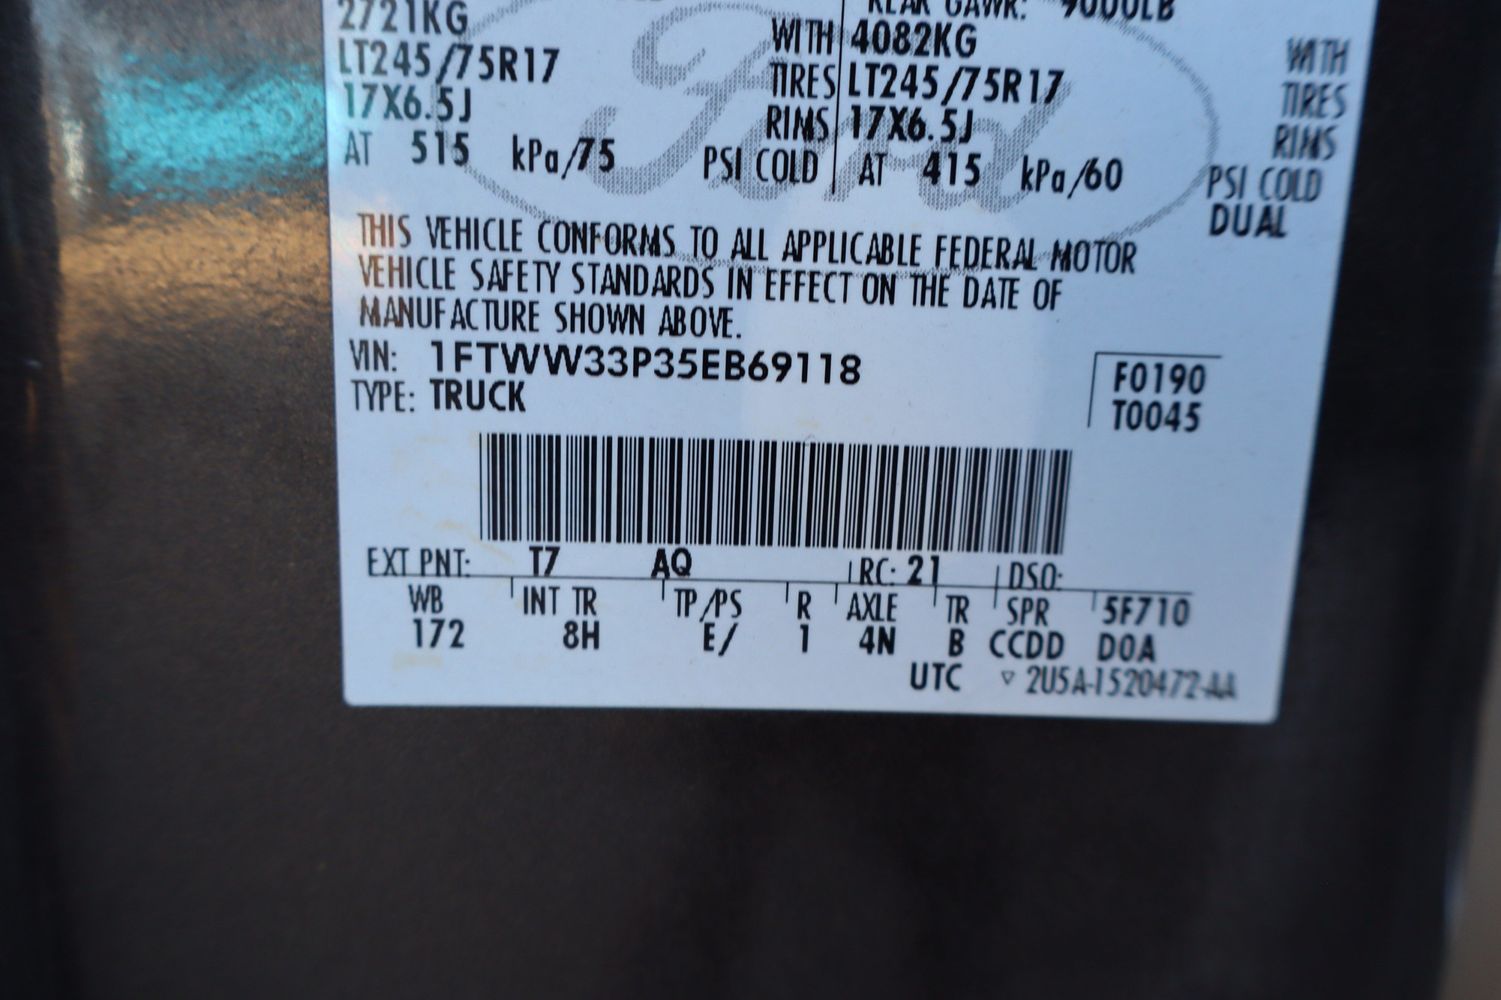 2721KG
REAR GAWR: 9000LB
WITH 4082KG WITH
LT245/75R17 TIRES LT245/75R17 TIRES
17X6.5J RIMS 17X6.5J RIMS
AT 515 kPa/75 PSI COLD AT 415 kPa/60 PSI COLD
DUAL
Ford
THIS VEHICLE CONFORMS TO ALL APPLICABLE FEDERAL MOTOR
VEHICLE SAFETY STANDARDS IN EFFECT ON THE DATE OF
MANUFACTURE SHOWN ABOVE.
VIN: 1FTWW33P35EB69118
TYPE: TRUCK
F0190
T0045
EXT PNT: T7 AQ RC: 21 DSO:
WB INT TR TP/PS R AXLE TR SPR 5F710
172 8H E/ 1 4N B CCDD D0A
UTC ▿ 2U5A-1520472-AA